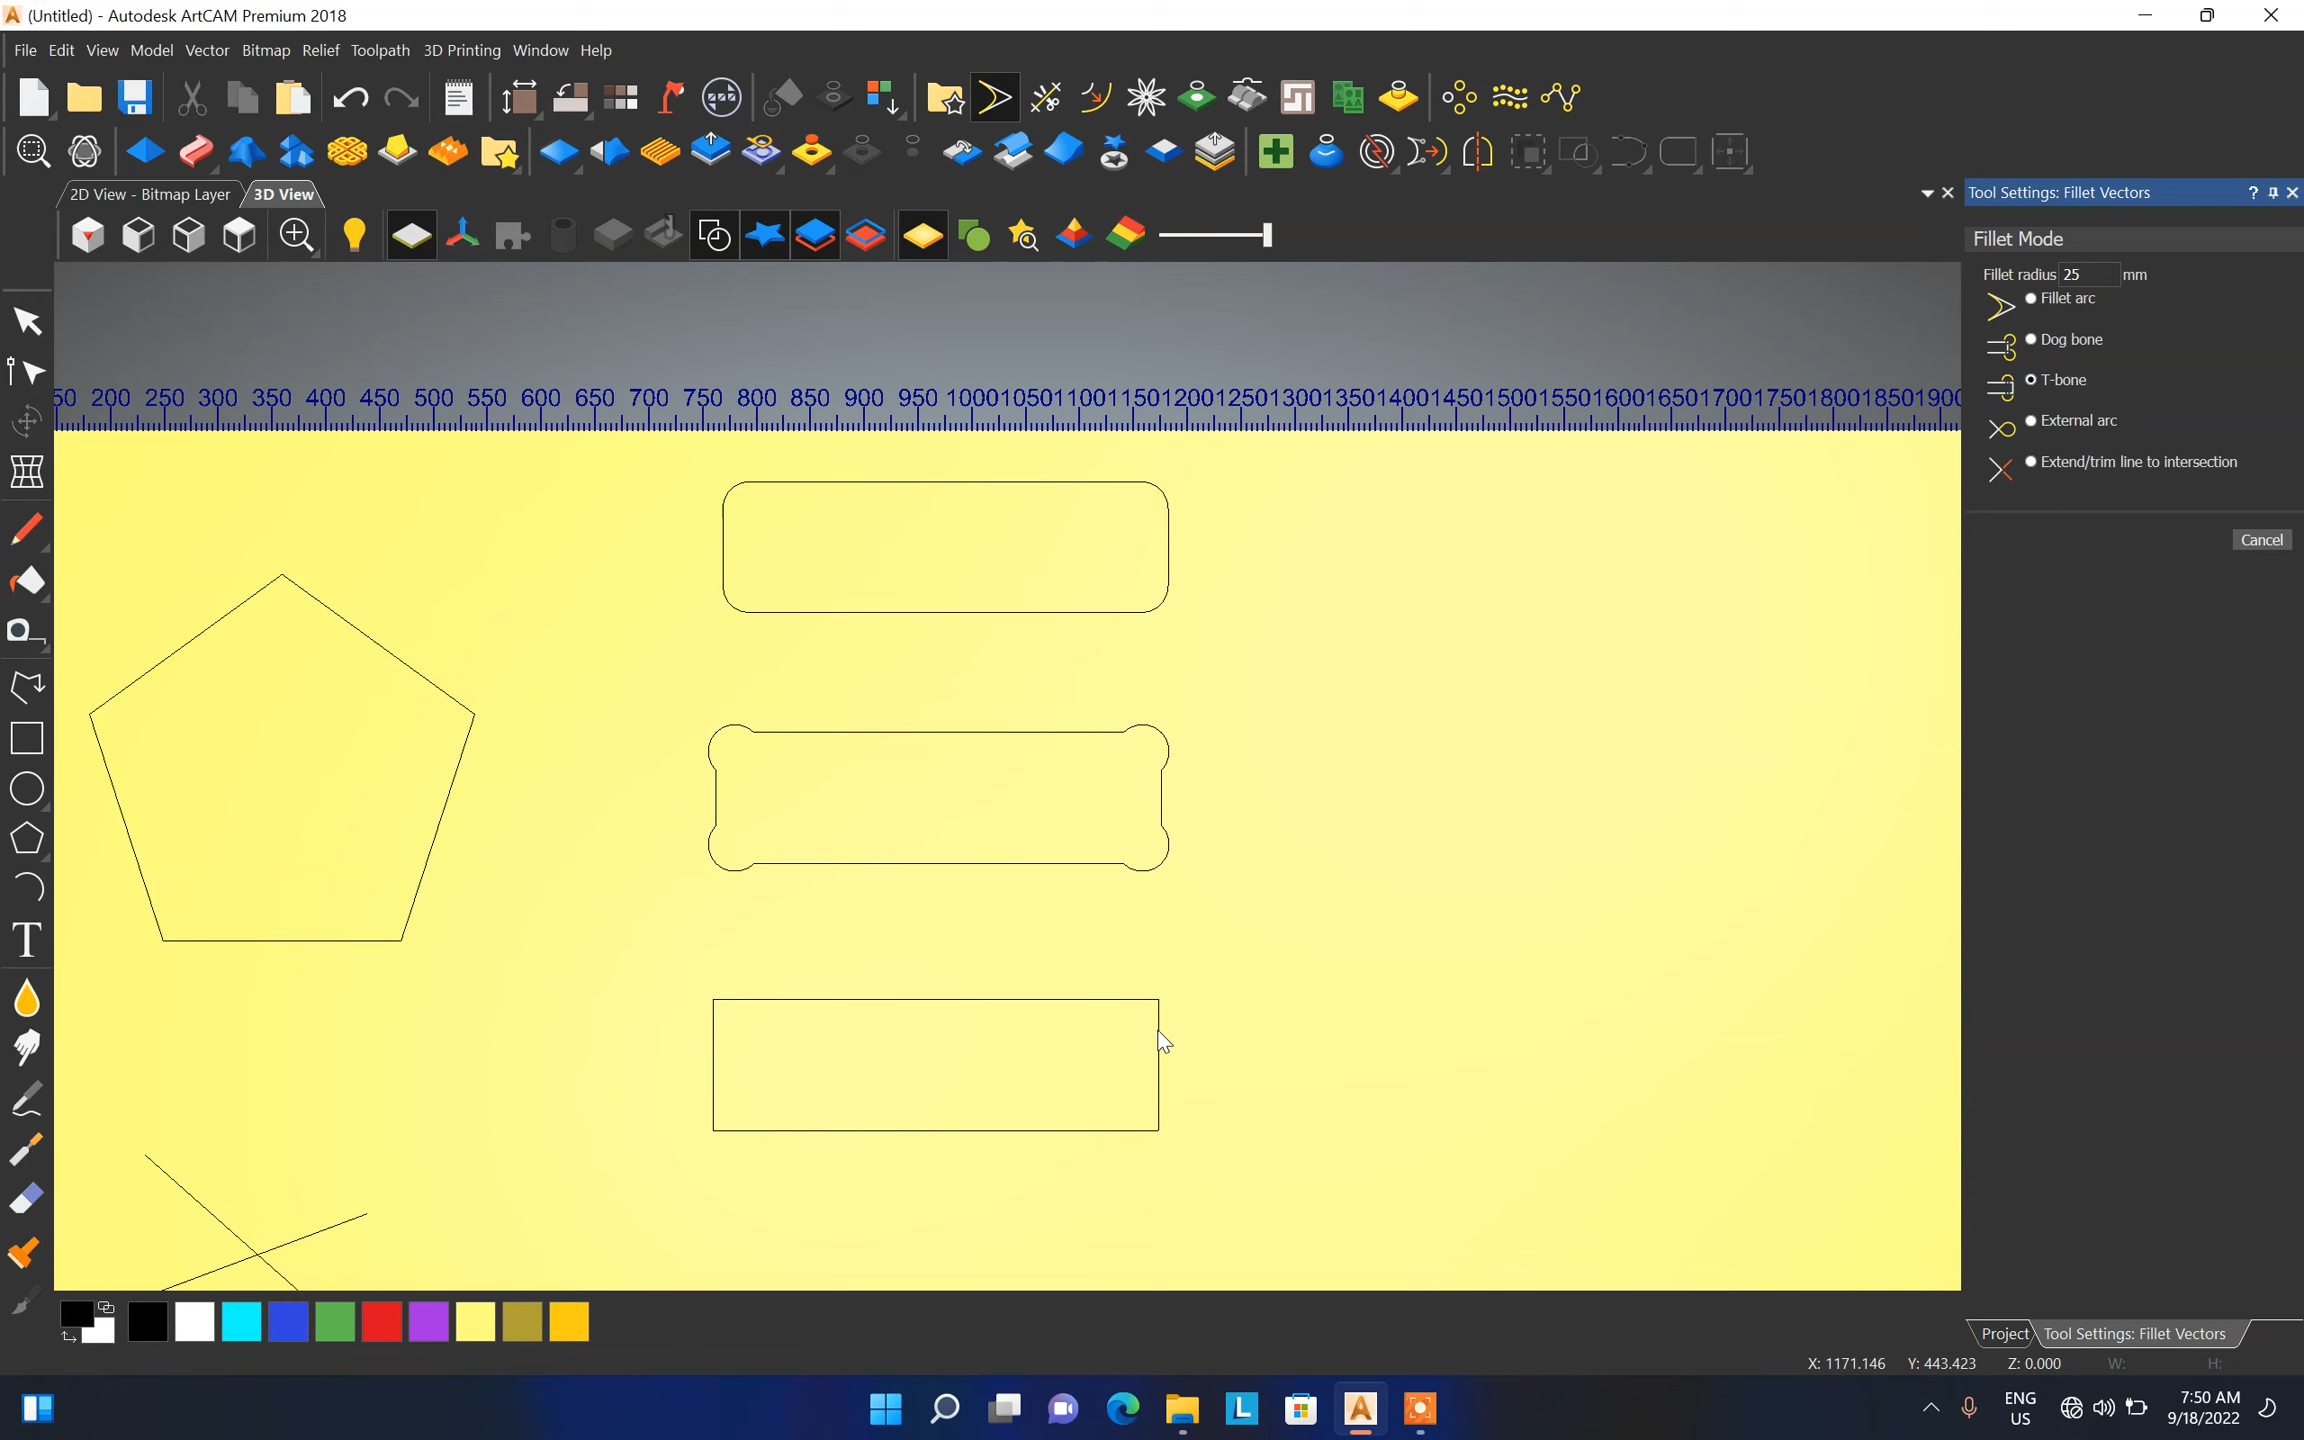 (Untitled) - Autodesk ArtCAM Premium 2018
File Edit View Model Vector Bitmap Relief Toolpath 3D Printing Window Help
2D View - Bitmap Layer 3D View
Tool Settings: Fillet Vectors ?
Fillet Mode
Fillet radius 25 mm
Fillet arc
Dog bone
T-bone
External arc
Extend/trim line to intersection
Cancel
50 200 250 300 350 400 450 500 550 600 650 700 750 800 850 900 950 1000 1050 1100 1150 1200 1250 1300 1350 1400 1450 1500 1550 1600 1650 1700 1750 1800 1850 1900
T
Project Tool Settings: Fillet Vectors
X: 1171.146 Y: 443.423 Z: 0.000 W: H:
L A
ENG
US
7:50 AM
9/18/2022